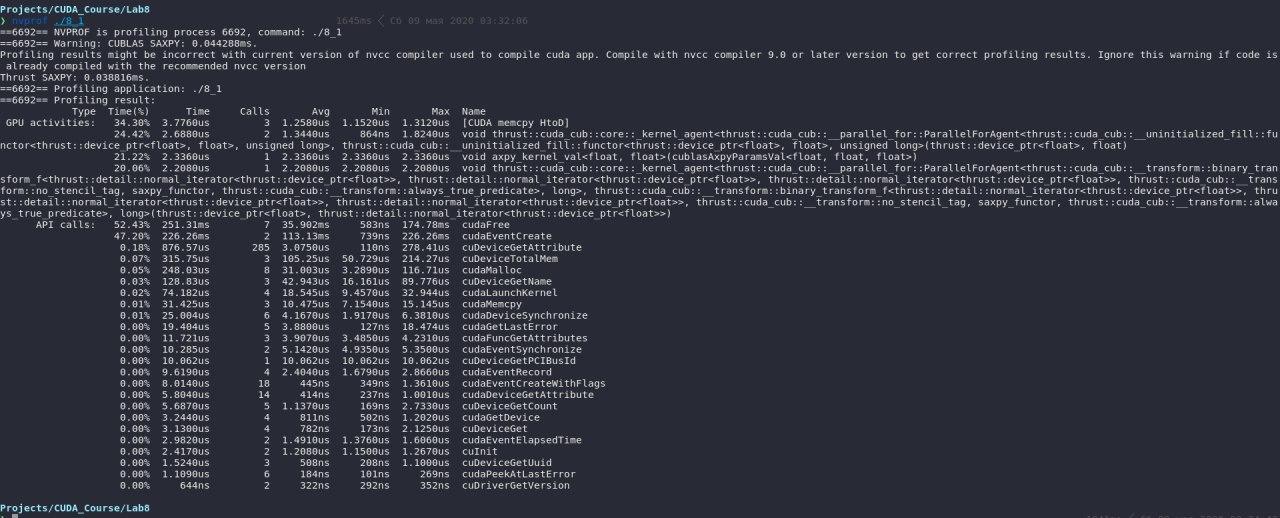 Projects/CUDA_Course/Lab8
❯ nvprof ./8_1 1645ms < Сб 09 мая 2020 03:32:06
==6692== NVPROF is profiling process 6692, command: ./8_1
==6692== Warning: CUBLAS SAXPY: 0.044288ms.
Profiling results might be incorrect with current version of nvcc compiler used to compile cuda app. Compile with nvcc compiler 9.0 or later version to get correct profiling results. Ignore this warning if code is
already compiled with the recommended nvcc version
Thrust SAXPY: 0.038816ms.
==6692== Profiling application: ./8_1
==6692== Profiling result:
Type Time(%) Time Calls Avg Min Max Name
GPU activities: 34.30% 3.7760us 3 1.2580us 1.1520us 1.3120us [CUDA memcpy HtoD]
24.42% 2.6880us 2 1.3440us 864ns 1.8240us void thrust::cuda_cub::core::_kernel_agent<thrust::cuda_cub::__parallel_for::ParallelForAgent<thrust::cuda_cub::__uninitialized_fill::fu
nctor<thrust::device_ptr<float>, float>, unsigned long>, thrust::cuda_cub::__uninitialized_fill::functor<thrust::device_ptr<float>, float>, unsigned long>(thrust::device_ptr<float>, float)
21.22% 2.3360us 1 2.3360us 2.3360us 2.3360us void axpy_kernel_val<float, float>(cublasAxpyParamsVal<float, float, float>)
20.06% 2.2080us 1 2.2080us 2.2080us 2.2080us void thrust::cuda_cub::core::_kernel_agent<thrust::cuda_cub::__parallel_for::ParallelForAgent<thrust::cuda_cub::__transform::binary_tran
sform_f<thrust::detail::normal_iterator<thrust::device_ptr<float>>, thrust::detail::normal_iterator<thrust::device_ptr<float>>, thrust::detail::normal_iterator<thrust::device_ptr<float>>, thrust::cuda_cub::__trans
form::no_stencil_tag, saxpy_functor, thrust::cuda_cub::__transform::always_true_predicate>, long>, thrust::cuda_cub::__transform::binary_transform_f<thrust::detail::normal_iterator<thrust::device_ptr<float>>, thru
st::detail::normal_iterator<thrust::device_ptr<float>>, thrust::detail::normal_iterator<thrust::device_ptr<float>>, thrust::cuda_cub::__transform::no_stencil_tag, saxpy_functor, thrust::cuda_cub::__transform::alwa
ys_true_predicate>, long>(thrust::device_ptr<float>, thrust::detail::normal_iterator<thrust::device_ptr<float>>)
API calls: 52.43% 251.31ms 7 35.902ms 583ns 174.78ms cudaFree
47.20% 226.26ms 2 113.13ms 739ns 226.26ms cudaEventCreate
0.18% 876.57us 285 3.0750us 110ns 278.41us cuDeviceGetAttribute
0.07% 315.75us 3 105.25us 50.729us 214.27us cuDeviceTotalMem
0.05% 248.03us 8 31.003us 3.2890us 116.71us cudaMalloc
0.03% 128.83us 3 42.943us 16.161us 89.776us cuDeviceGetName
0.02% 74.182us 4 18.545us 9.4570us 32.944us cudaLaunchKernel
0.01% 31.425us 3 10.475us 7.1540us 15.145us cudaMemcpy
0.01% 25.004us 6 4.1670us 1.9170us 6.3810us cudaDeviceSynchronize
0.00% 19.404us 5 3.8800us 127ns 18.474us cudaGetLastError
0.00% 11.721us 3 3.9070us 3.4850us 4.2310us cudaFuncGetAttributes
0.00% 10.285us 2 5.1420us 4.9350us 5.3500us cudaEventSynchronize
0.00% 10.062us 1 10.062us 10.062us 10.062us cuDeviceGetPCIBusId
0.00% 9.6190us 4 2.4040us 1.6790us 2.8660us cudaEventRecord
0.00% 8.0140us 18 445ns 349ns 1.3610us cudaEventCreateWithFlags
0.00% 5.8040us 14 414ns 237ns 1.0010us cudaDeviceGetAttribute
0.00% 5.6870us 5 1.1370us 169ns 2.7330us cuDeviceGetCount
0.00% 3.2440us 4 811ns 502ns 1.2020us cudaGetDevice
0.00% 3.1300us 4 782ns 173ns 2.1250us cuDeviceGet
0.00% 2.9820us 2 1.4910us 1.3760us 1.6060us cudaEventElapsedTime
0.00% 2.4170us 2 1.2080us 1.1500us 1.2670us cuInit
0.00% 1.5240us 3 508ns 208ns 1.1000us cuDeviceGetUuid
0.00% 1.1090us 6 184ns 101ns 269ns cudaPeekAtLastError
0.00% 644ns 2 322ns 292ns 352ns cuDriverGetVersion
Projects/CUDA_Course/Lab8